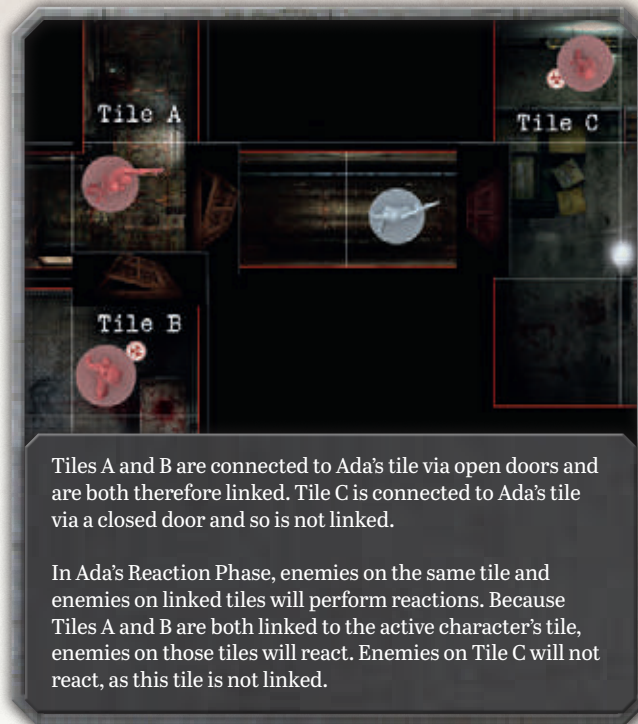 Tile A
Tile C
Tile B
Tiles A and B are connected to Ada’s tile via open doors and
are both therefore linked. Tile C is connected to Ada’s tile
via a closed door and so is not linked.
In Ada’s Reaction Phase, enemies on the same tile and
enemies on linked tiles will perform reactions. Because
Tiles A and B are both linked to the active character’s tile,
enemies on those tiles will react. Enemies on Tile C will not
react, as this tile is not linked.